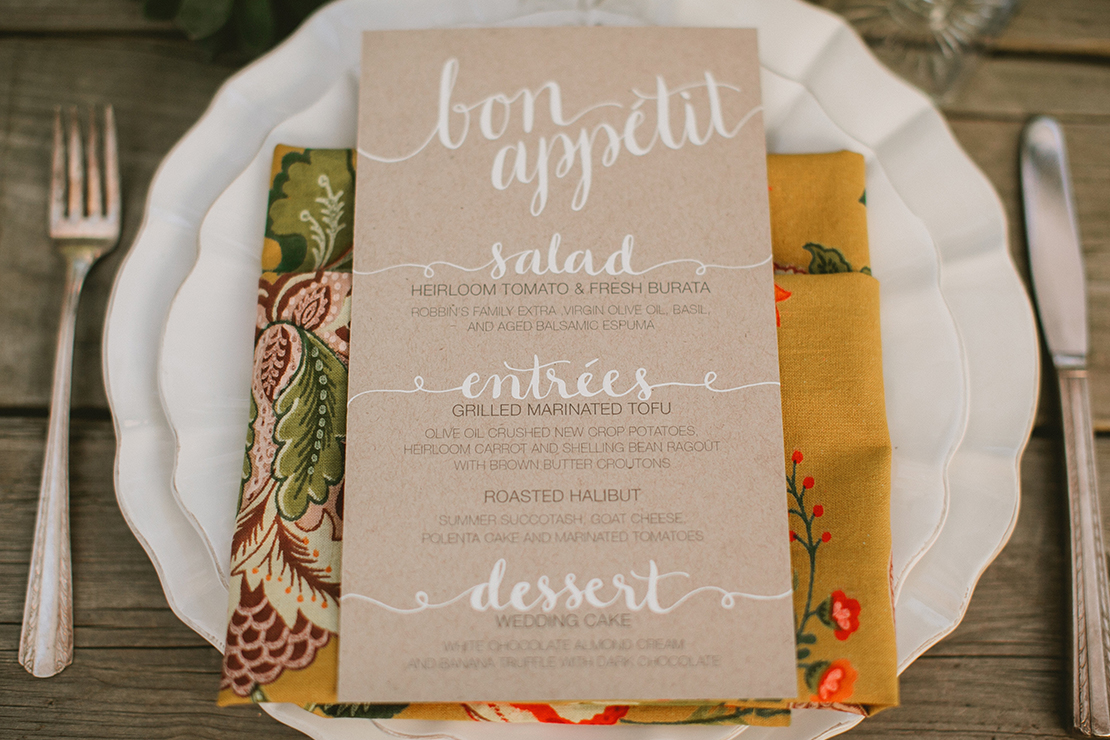 bon
appétit
salad
HEIRLOOM TOMATO & FRESH BURATA
ROBBIN'S FAMILY EXTRA ,VIRGIN OLIVE OIL, BASIL,
AND AGED BALSAMIC ESPUMA
entrées
GRILLED MARINATED TOFU
OLIVE OIL CRUSHED NEW CROP POTATOES,
HEIRLOOM CARROT AND SHELLING BEAN RAGOÛT
WITH BROWN BUTTER CROUTONS
ROASTED HALIBUT
SUMMER SUCCOTASH, GOAT CHEESE,
POLENTA CAKE AND MARINATED TOMATOES
dessert
WEDDING CAKE
WHITE CHOCOLATE ALMOND CREAM
AND BANANA TRUFFLE WITH DARK CHOCOLATE